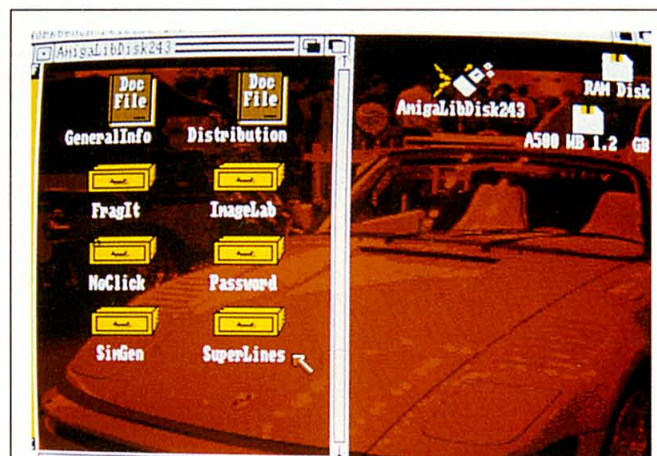 AmigaLibDisk243
Doc
File
GeneralInfo
Doc
File
Distribution
FragIt
ImageLab
NoClick
Password
SimGen
SuperLines
AmigaLibDisk243
RAM Disk
A500 WB 1.2 GB